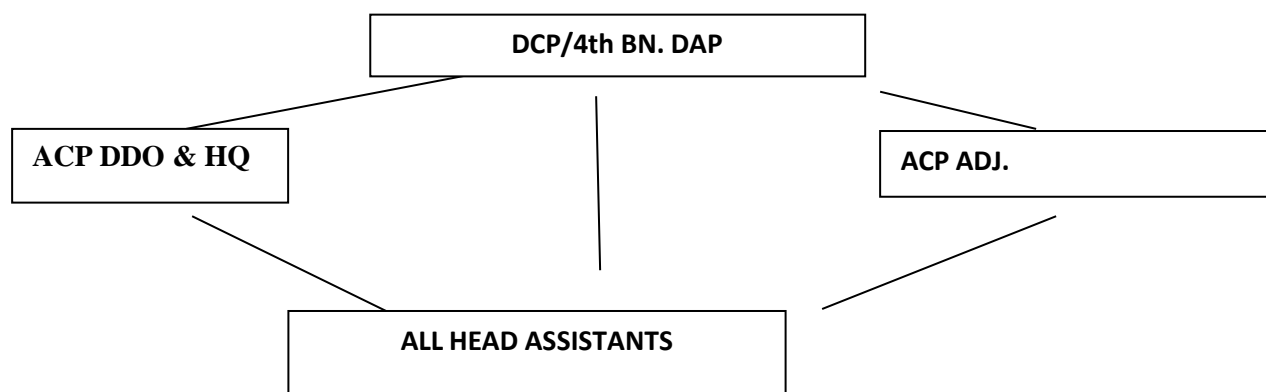 DCP/4th BN. DAP
ACP DDO & HQ
ACP ADJ.
ALL HEAD ASSISTANTS